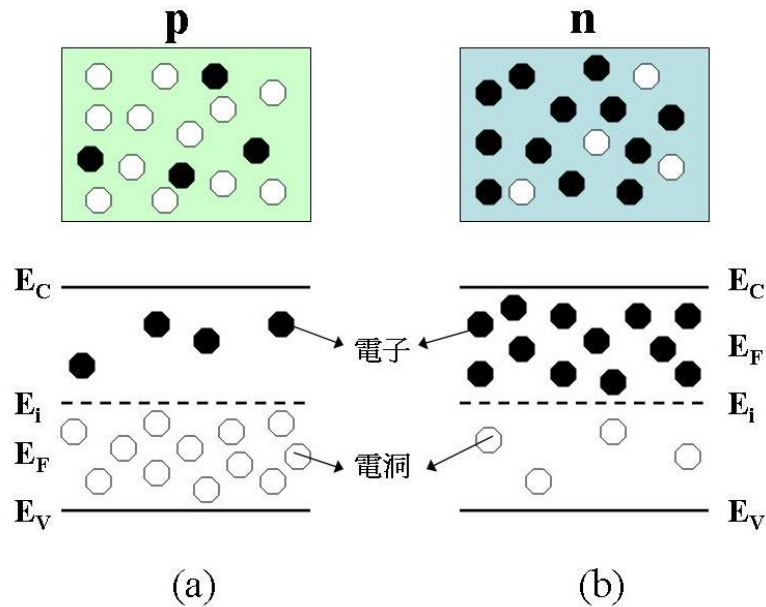 p n
E_C E_C
電子
E_F
E_i E_i
E_F 電洞
E_V E_V
(a) (b)